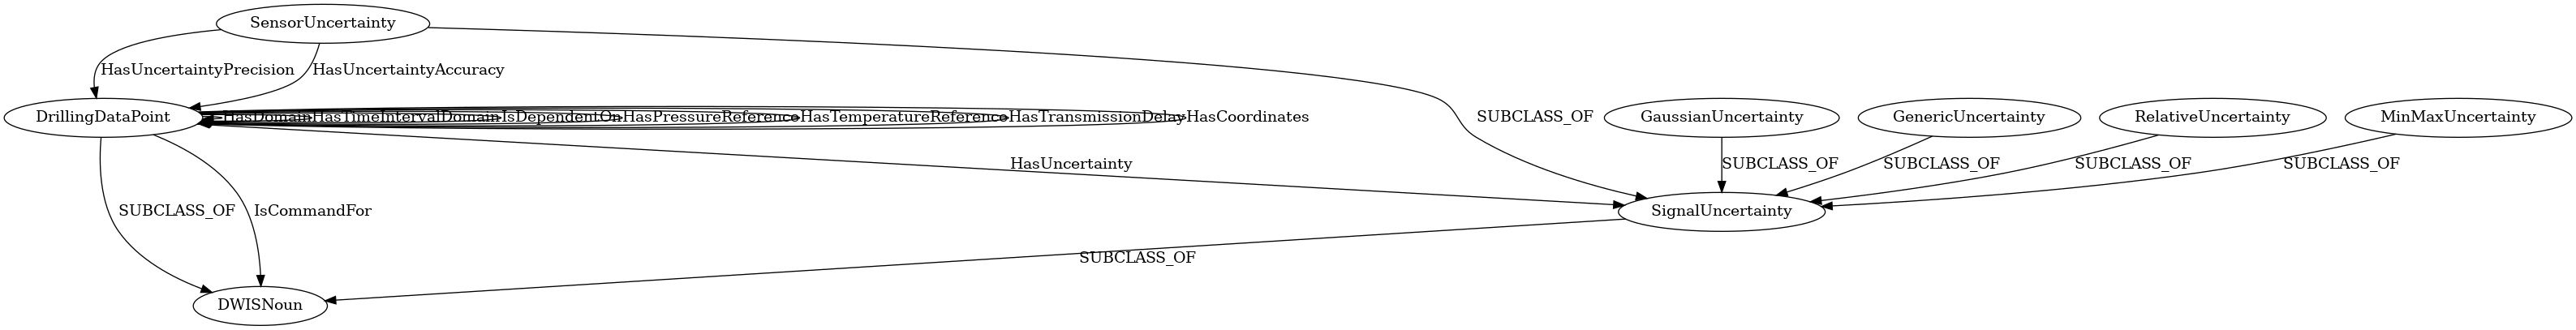 SensorUncertainty
HasUncertaintyPrecision
HasUncertaintyAccuracy
DrillingDataPoint
HasDomain
HasTimeIntervalDomain
IsDependentOn
HasPressureReference
HasTemperatureReference
HasTransmissionDelay
HasCoordinates
SUBCLASS_OF
GaussianUncertainty
GenericUncertainty
RelativeUncertainty
MinMaxUncertainty
HasUncertainty
SUBCLASS_OF
SUBCLASS_OF
SUBCLASS_OF
SUBCLASS_OF
SUBCLASS_OF
IsCommandFor
SignalUncertainty
SUBCLASS_OF
DWISNoun